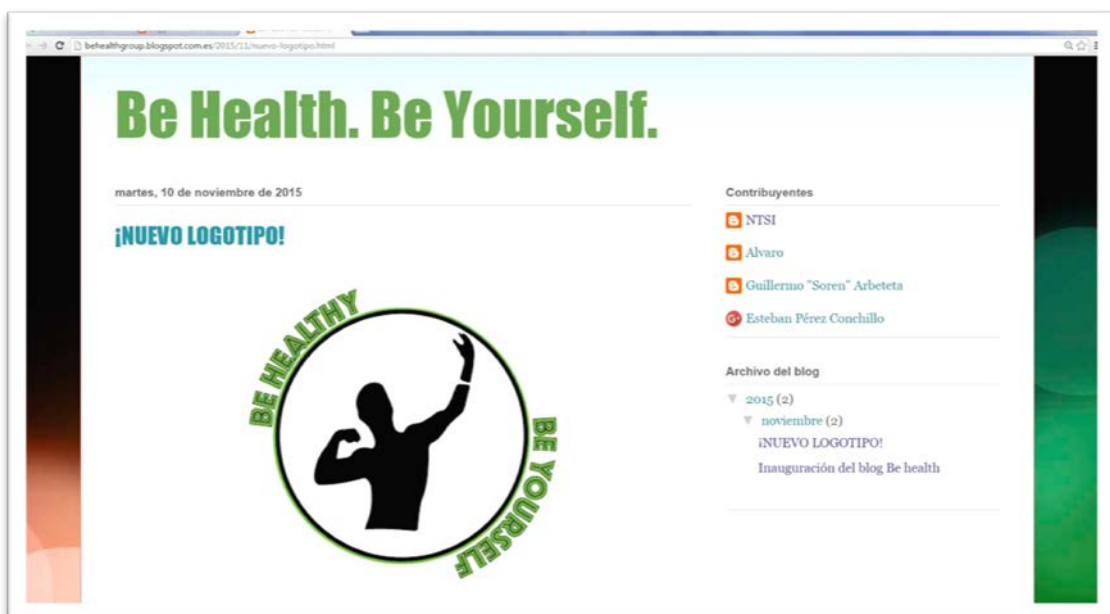 behealthgroup.blogspot.com.es/2015/11/nuevo-logotipo.html
Be Health. Be Yourself.
martes, 10 de noviembre de 2015
¡NUEVO LOGOTIPO!
BE HEALTHY
BE YOURSELF
Contribuyentes
NTSI
Alvaro
Guillermo "Soren" Arbeteta
Esteban Pérez Conchillo
Archivo del blog
▼ 2015 (2)
▼ noviembre (2)
¡NUEVO LOGOTIPO!
Inauguración del blog Be health